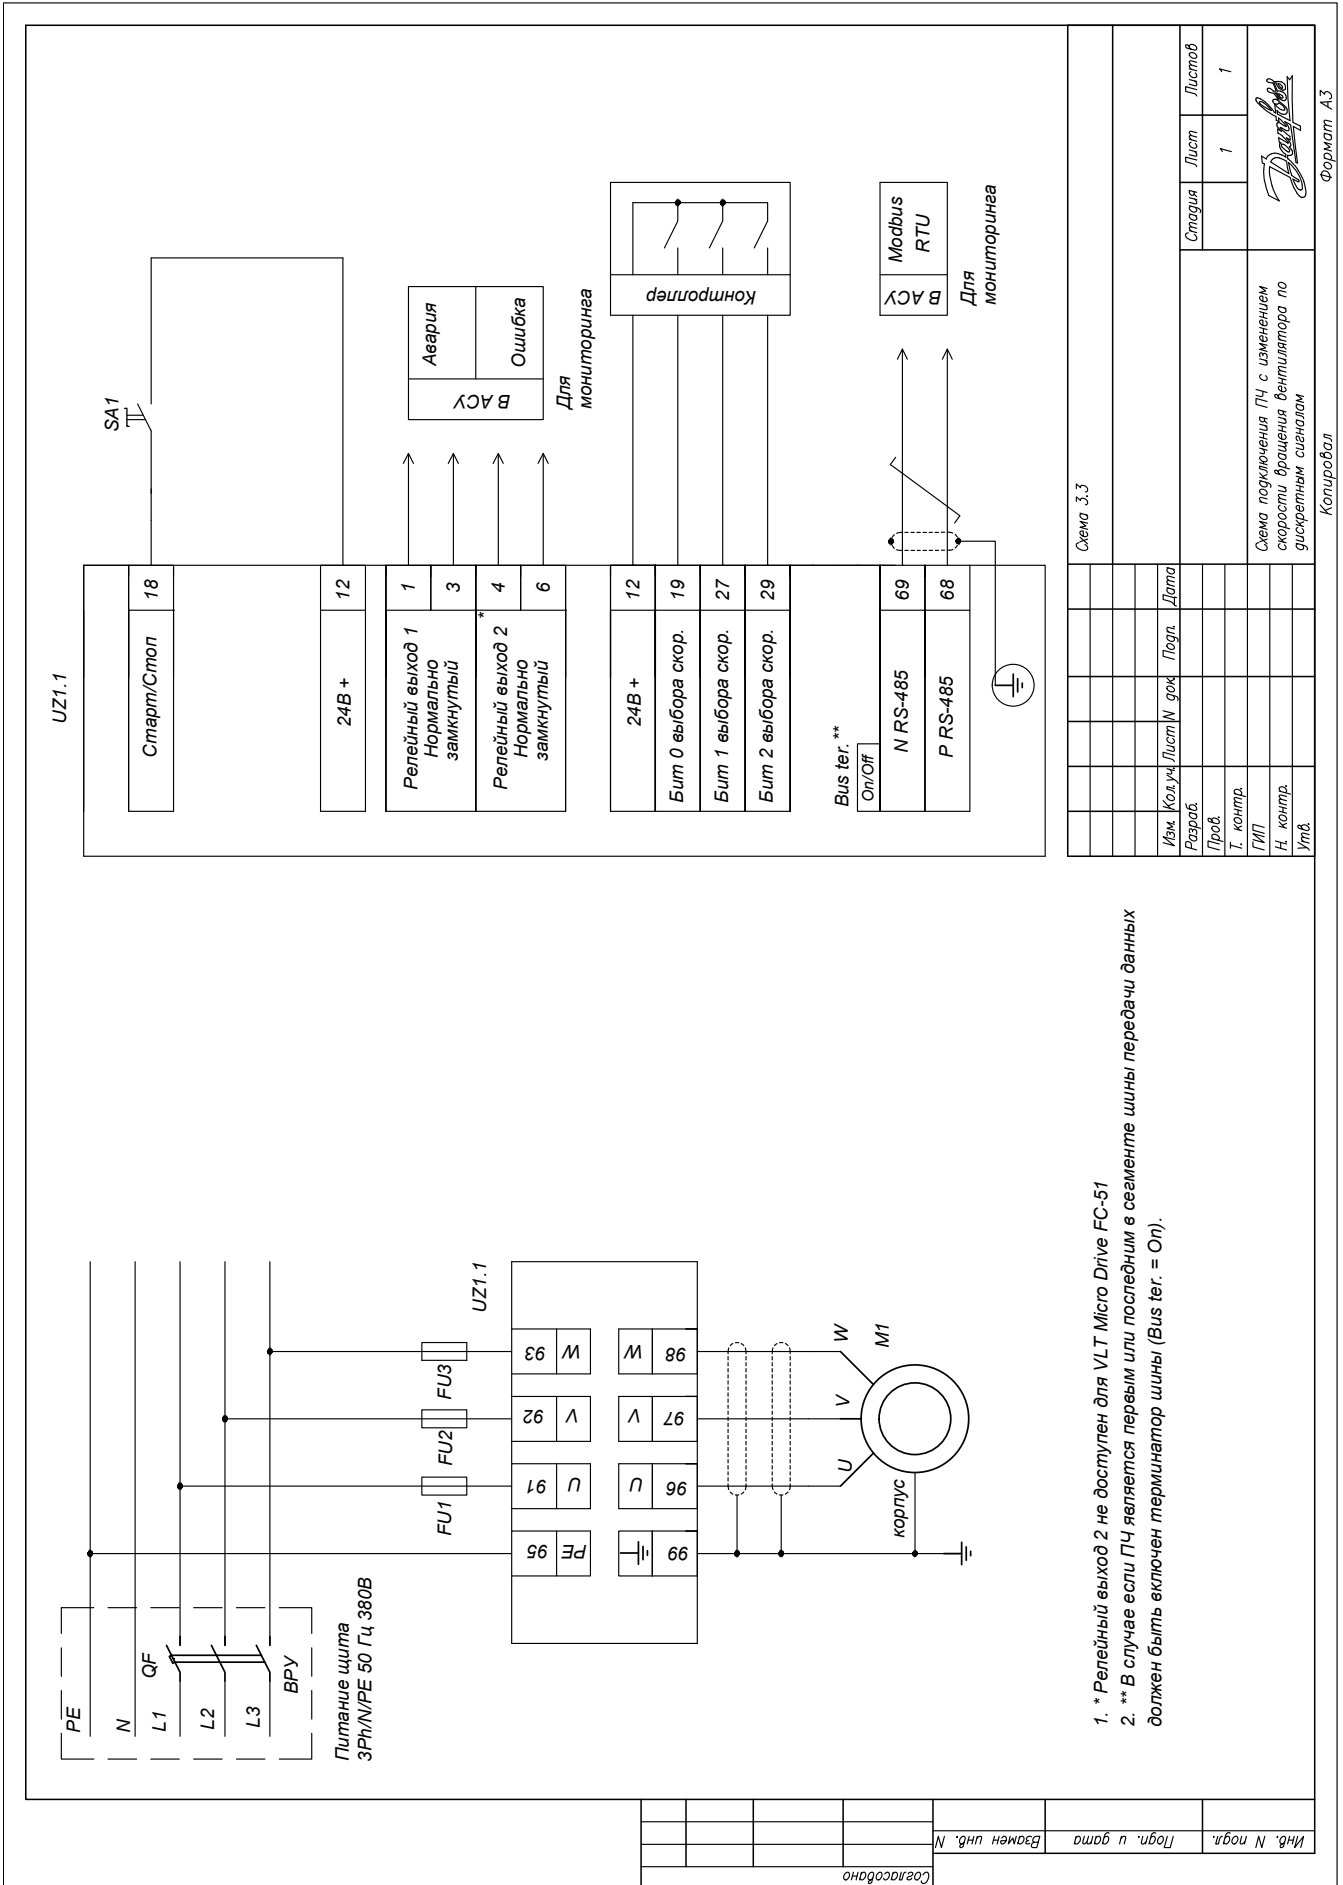 PE
N
L1
L2
L3
QF
ВРУ
Питание щита
3Ph/N/PE 50 Гц 380В
FU1
FU2
FU3
UZ1.1
95
91
92
93
PE
U
V
W
U
V
W
99
96
97
98
U
V
W
M1
корпус
UZ1.1
Старт/Стоп
18
SA1
24В +
12
Релейный выход 1
Нормально
замкнутый
1
3
Релейный выход 2
*
Нормально
замкнутый
4
6
В АСУ
Авария
Ошибка
Для
мониторинга
24В +
12
Бит 0 выбора скор.
19
Бит 1 выбора скор.
27
Бит 2 выбора скор.
29
Контроллер
Bus ter. **
On/Off
N RS-485
69
P RS-485
68
В АСУ
Modbus
RTU
Для
мониторинга
1. * Релейный выход 2 не доступен для VLT Micro Drive FC-51
2. ** В случае если ПЧ является первым или последним в сегменте шины передачи данных
должен быть включен терминатор шины (Bus ter. = On).
Схема 3.3
Изм.
Кол.уч.
Лист
N док.
Подп.
Дата
Разраб.
Пров.
Т. контр.
ГИП
Н. контр.
Утв.
Стадия
Лист
Листов
1
1
Схема подключения ПЧ с изменением
скорости вращения вентилятора по
дискретным сигналам
Danfoss
Копировал
Формат А3
Согласовано
Взамен инв. N
Подп. и дата
Инв. N подл.